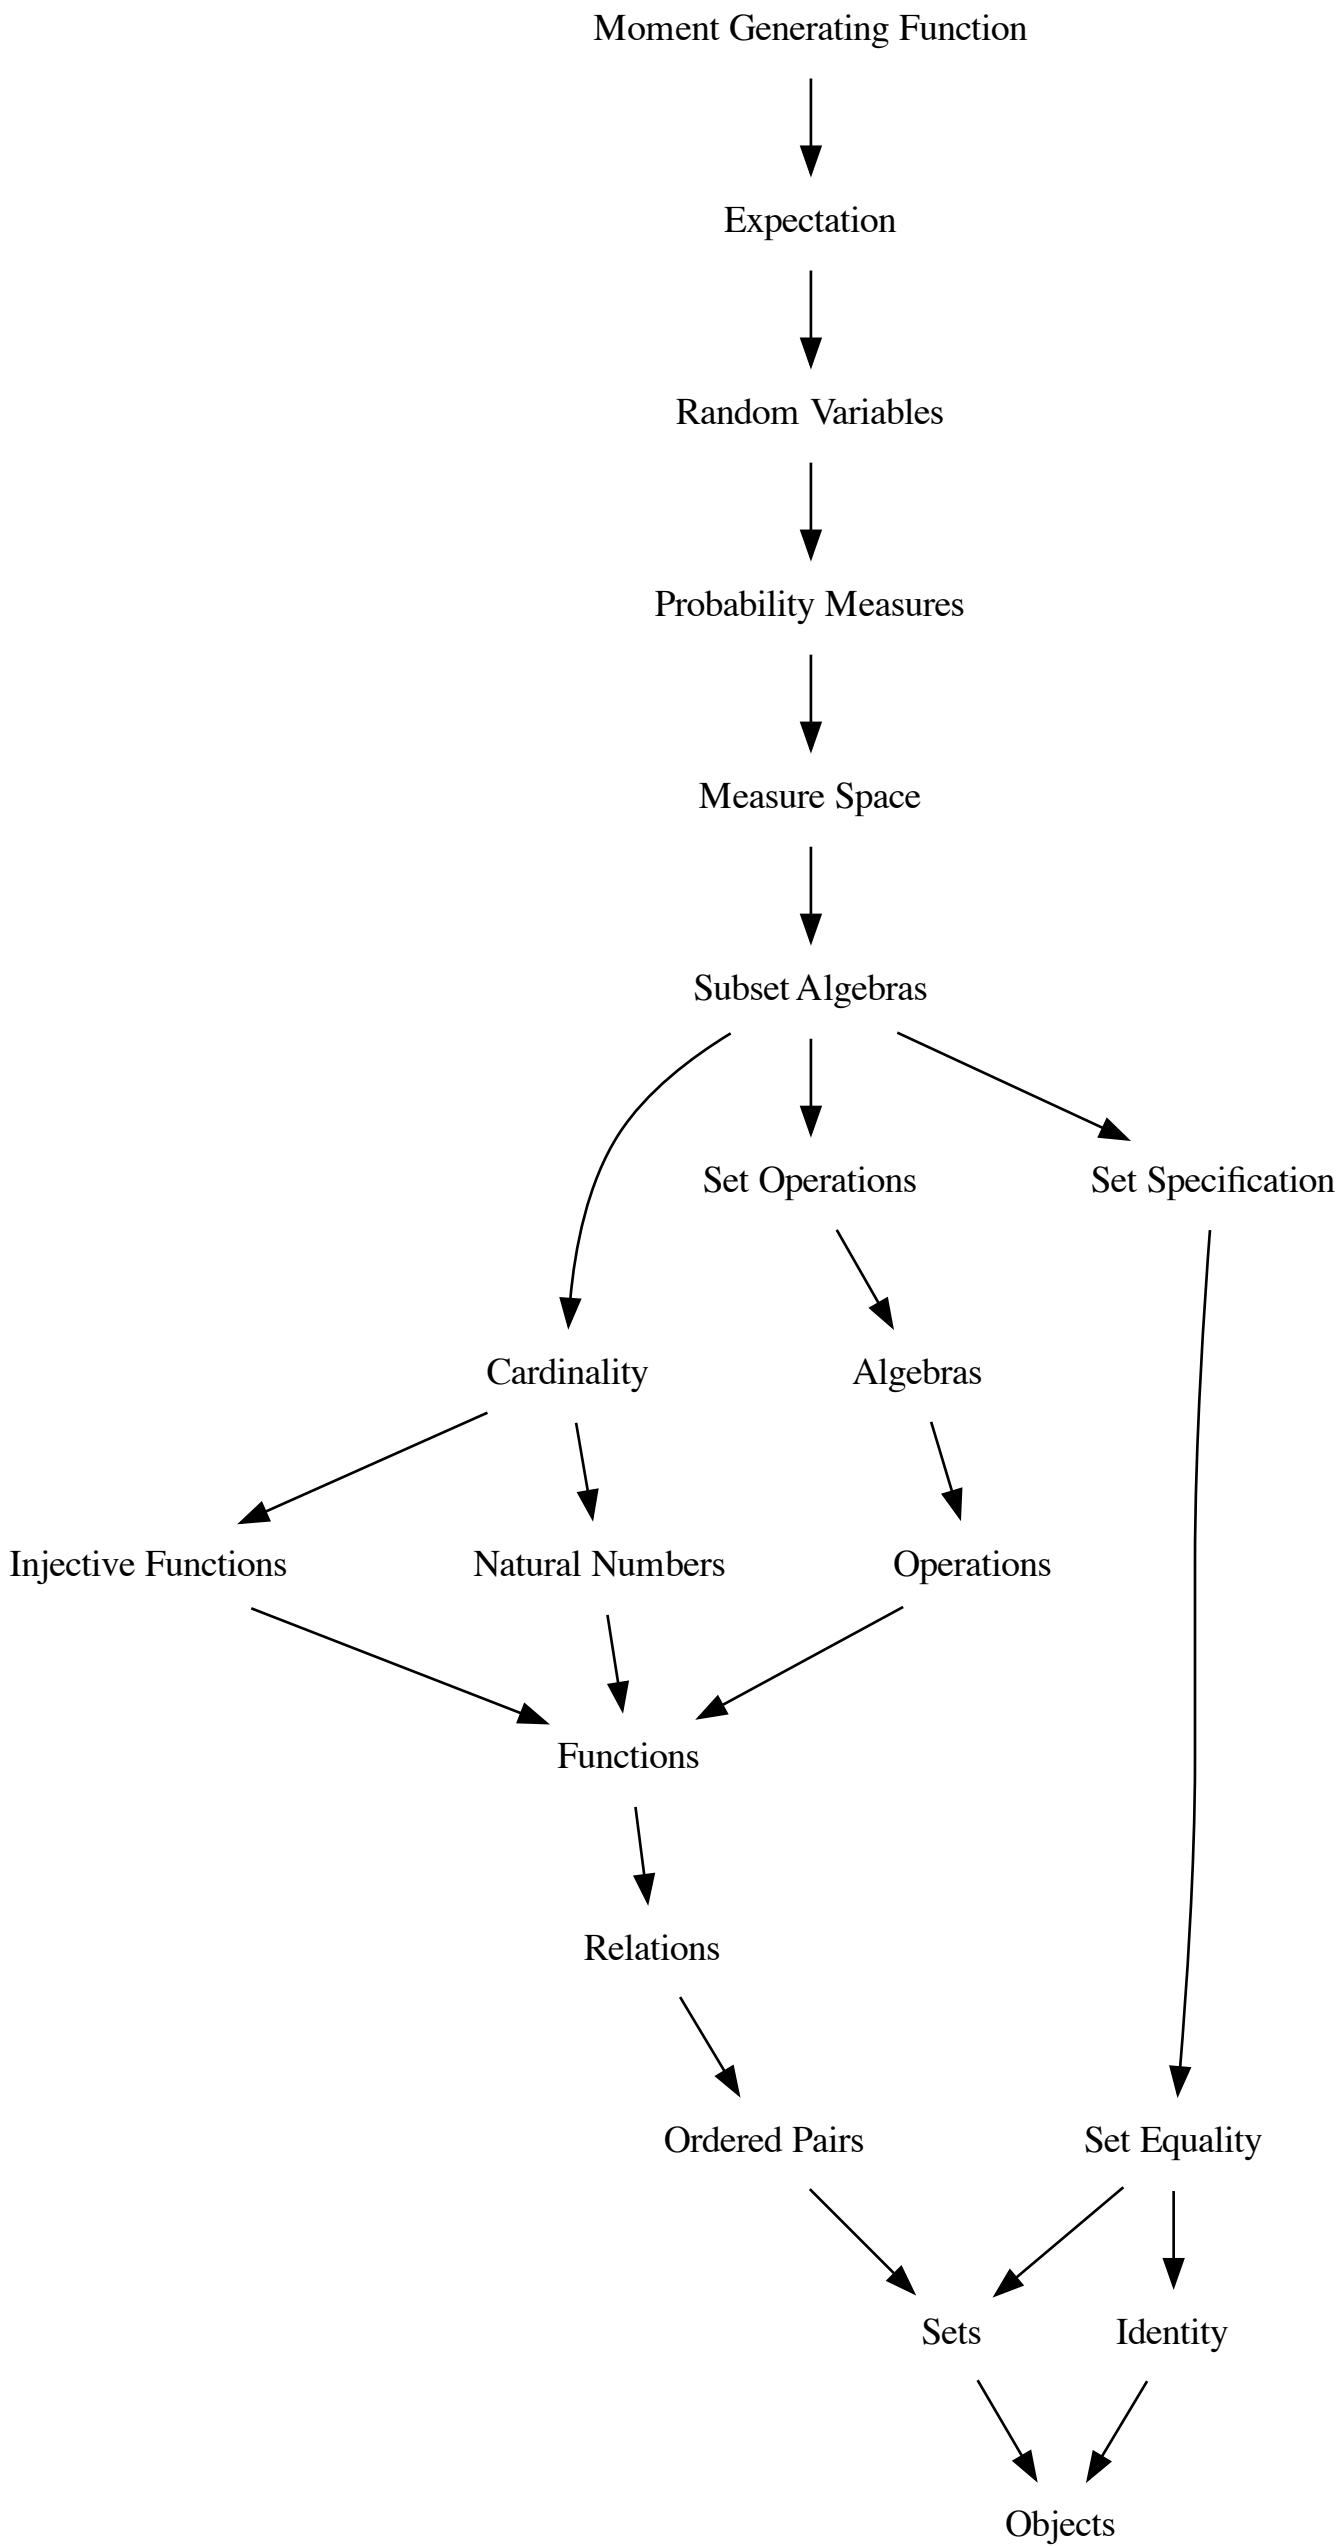 Moment Generating Function
Expectation
Random Variables
Probability Measures
Measure Space
Subset Algebras
Set Operations
Set Specification
Cardinality
Algebras
Injective Functions
Natural Numbers
Operations
Functions
Relations
Ordered Pairs
Set Equality
Sets
Identity
Objects